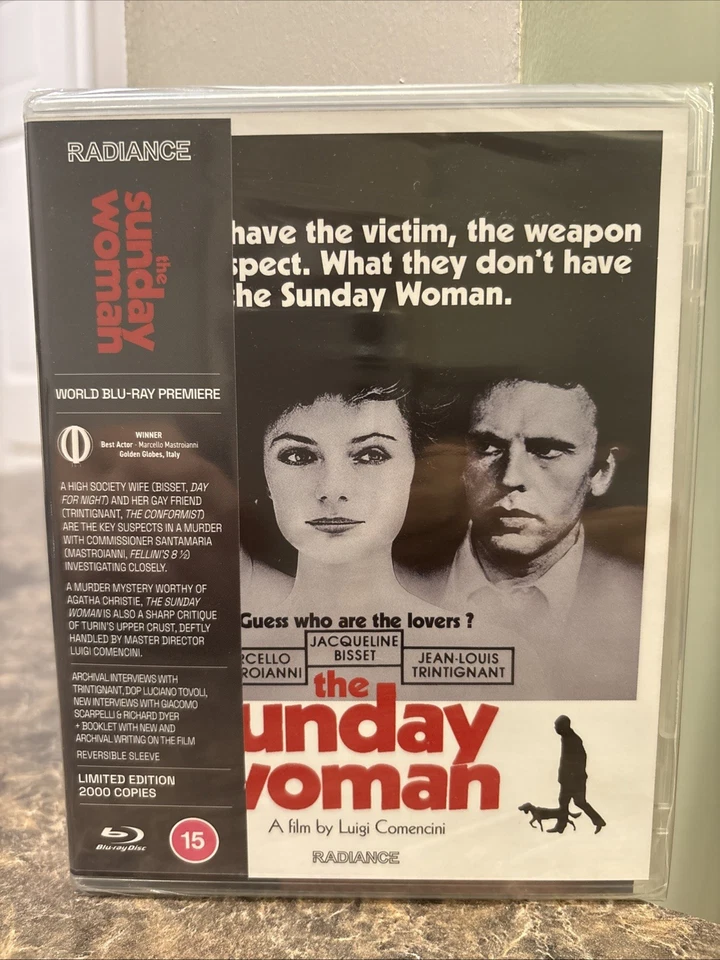 RADIANCE
the
sunday
woman
WORLD BLU-RAY PREMIERE
WINNER
Best Actor - Marcello Mastroianni
Golden Globes, Italy
A HIGH SOCIETY WIFE (BISSET, DAY
FOR NIGHT) AND HER GAY FRIEND
(TRINTIGNANT, THE CONFORMIST)
ARE THE KEY SUSPECTS IN A MURDER
WITH COMMISSIONER SANTAMARIA
(MASTROIANNI, FELLINI'S 8 ½)
INVESTIGATING CLOSELY.
A MURDER MYSTERY WORTHY OF
AGATHA CHRISTIE, THE SUNDAY
WOMAN IS ALSO A SHARP CRITIQUE
OF TURIN'S UPPER CRUST, DEFTLY
HANDLED BY MASTER DIRECTOR
LUIGI COMENCINI.
ARCHIVAL INTERVIEWS WITH
TRINTIGNANT, DOP LUCIANO TOVOLI,
NEW INTERVIEWS WITH GIACOMO
SCARPELLI & RICHARD DYER
+ BOOKLET WITH NEW AND
ARCHIVAL WRITING ON THE FILM
REVERSIBLE SLEEVE
LIMITED EDITION
2000 COPIES
Blu-ray Disc
15
have the victim, the weapon
spect. What they don't have
he Sunday Woman.
Guess who are the lovers ?
RCELLO
ROIANNI
JACQUELINE
BISSET
JEAN-LOUIS
TRINTIGNANT
the
unday
woman
A film by Luigi Comencini
RADIANCE